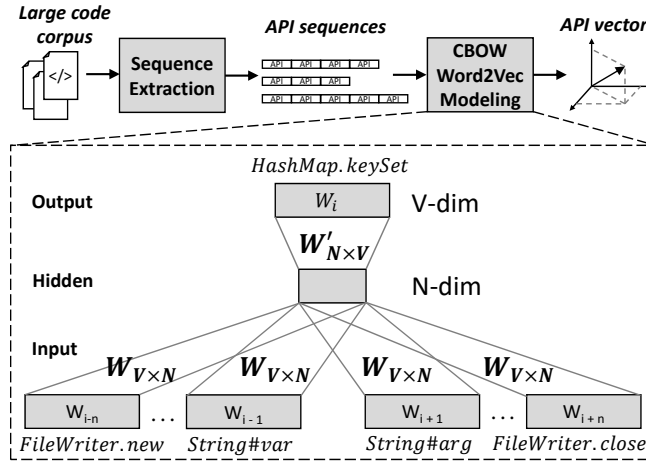 Large code
corpus
</>
Sequence
Extraction
API sequences
API API API API
API API API
API API API API API
CBOW
Word2Vec
Modeling
API vector
HashMap.keySet
Output
W_i
V-dim
W'_{N×V}
Hidden
N-dim
Input
W_{V×N} W_{V×N} W_{V×N} W_{V×N}
W_{i-n} ... W_{i - 1} W_{i + 1} ... W_{i + n}
FileWriter.new String#var String#arg FileWriter.close